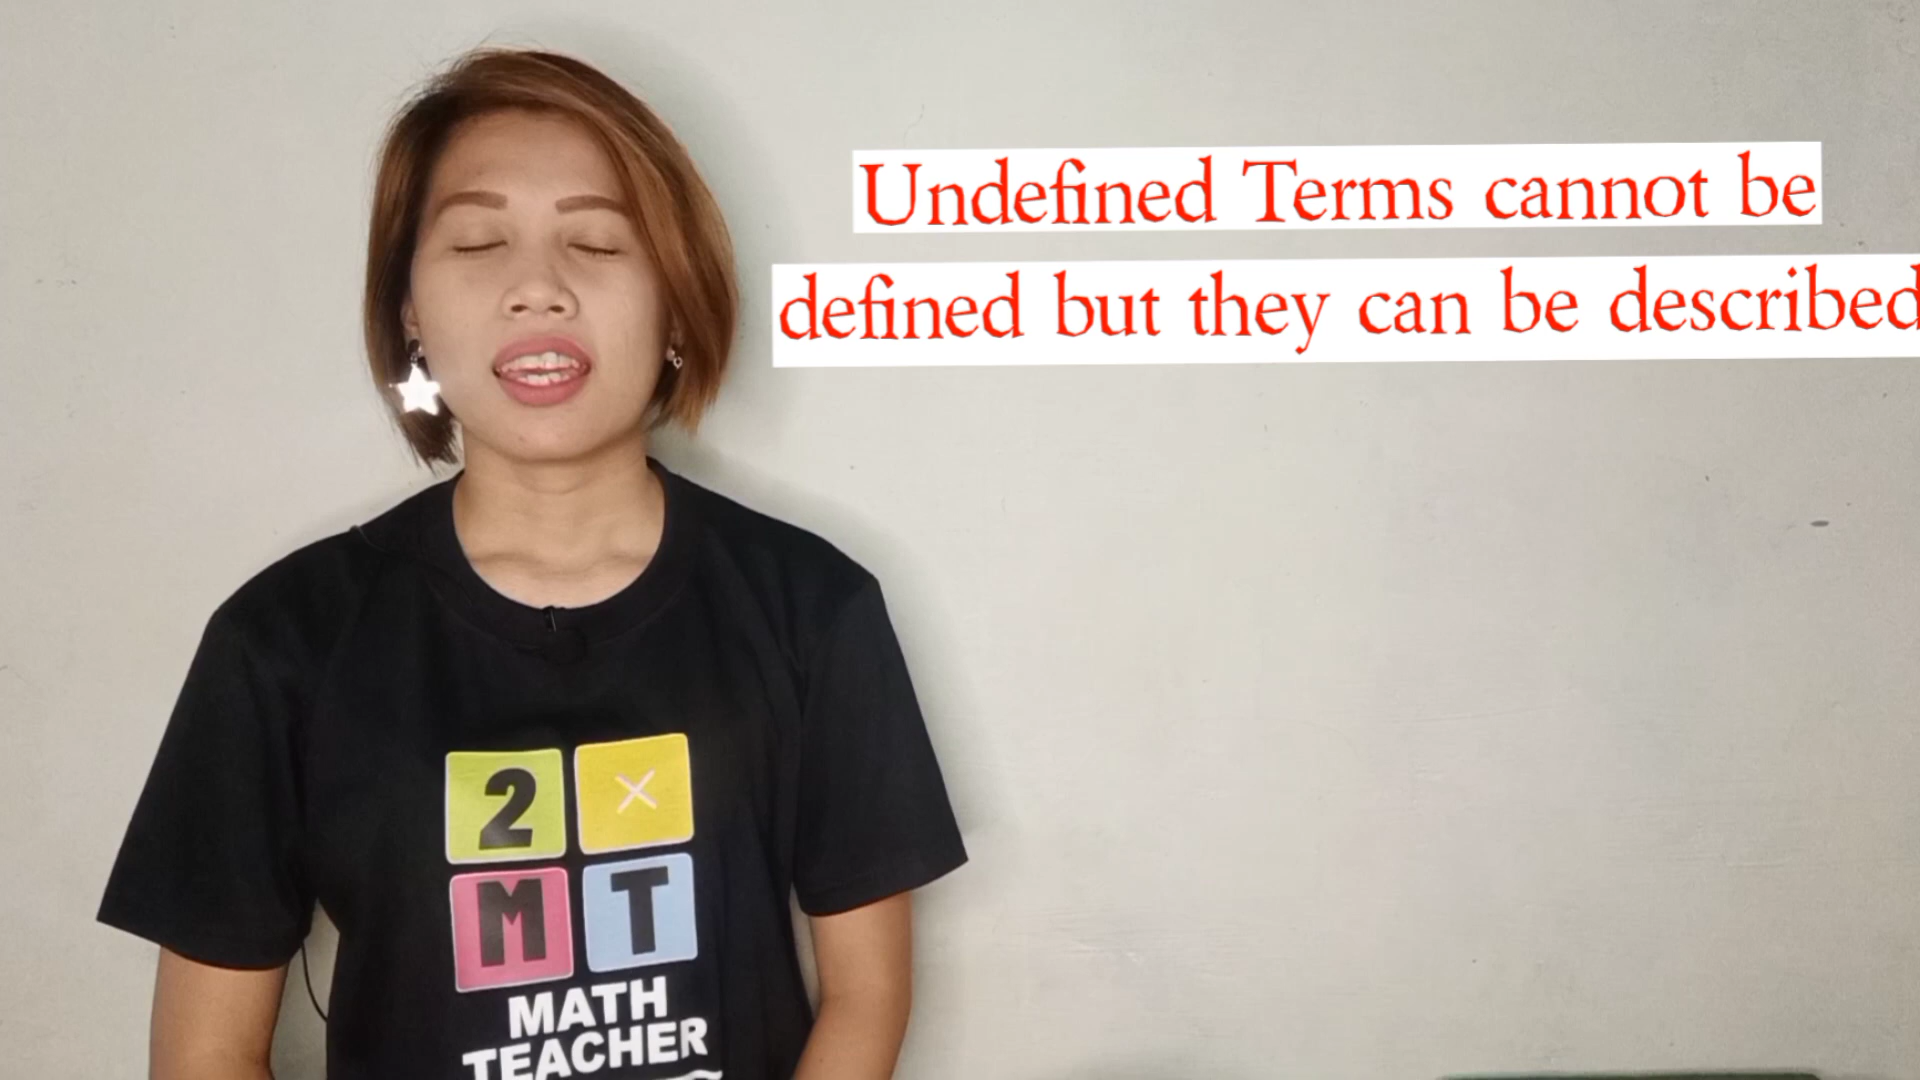 Undefined Terms cannot be
defined but they can be described
2 ×
M T
MATH
TEACHER